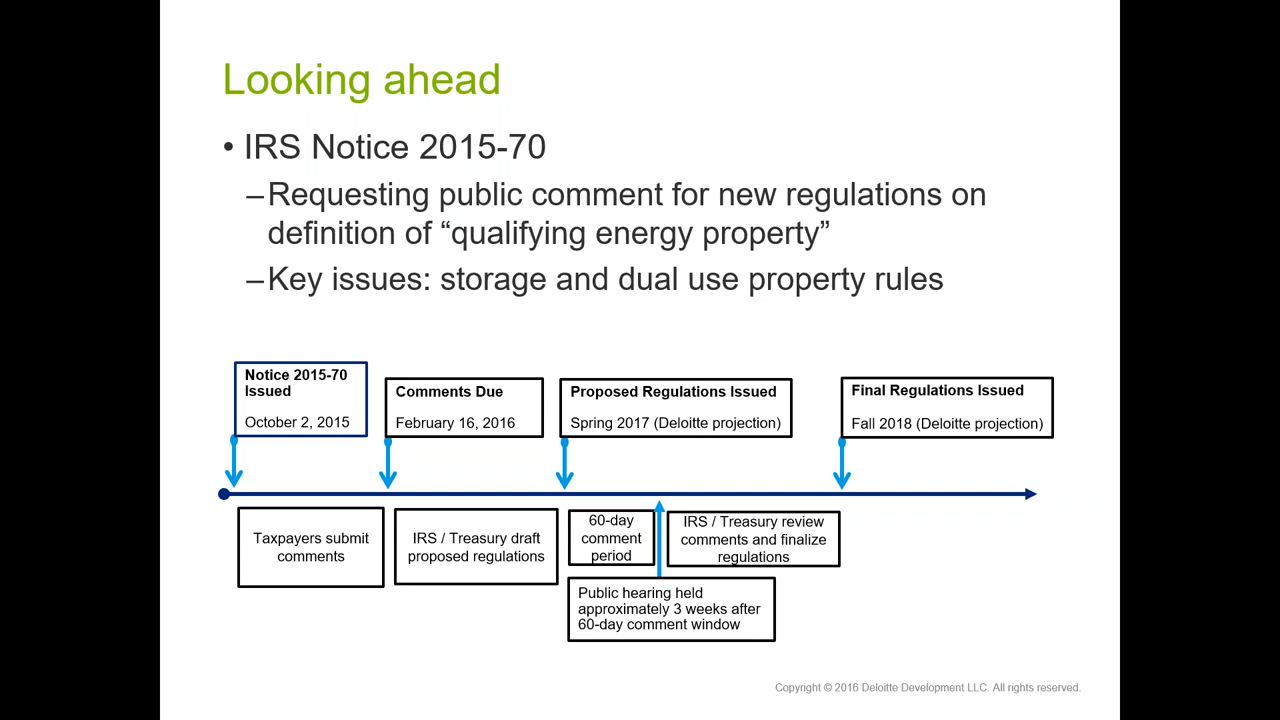 Looking ahead
• IRS Notice 2015-70
–Requesting public comment for new regulations on
definition of “qualifying energy property”
–Key issues: storage and dual use property rules
Notice 2015-70
Issued
October 2, 2015
Comments Due
February 16, 2016
Proposed Regulations Issued
Spring 2017 (Deloitte projection)
Final Regulations Issued
Fall 2018 (Deloitte projection)
Taxpayers submit
comments
IRS / Treasury draft
proposed regulations
60-day
comment
period
IRS / Treasury review
comments and finalize
regulations
Public hearing held
approximately 3 weeks after
60-day comment window
Copyright © 2016 Deloitte Development LLC. All rights reserved.